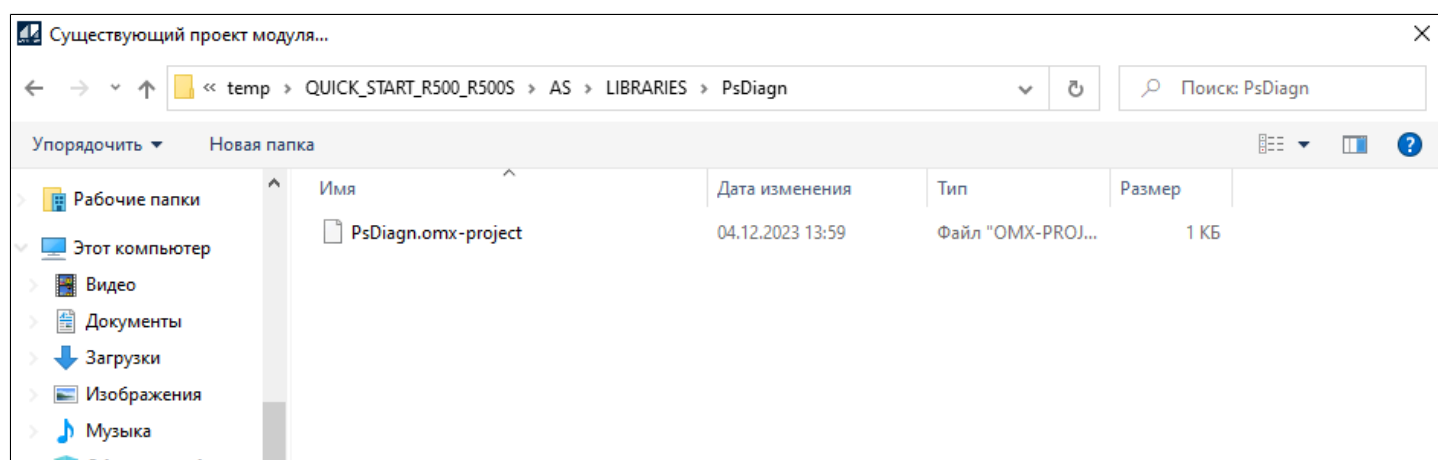 Существующий проект модуля...
« temp › QUICK_START_R500_R500S › AS › LIBRARIES › PsDiagn
Поиск: PsDiagn
Упорядочить Новая папка
Имя Дата изменения Тип Размер
PsDiagn.omx-project 04.12.2023 13:59 Файл "OMX-PROJ... 1 КБ
Рабочие папки
Этот компьютер
Видео
Документы
Загрузки
Изображения
Музыка